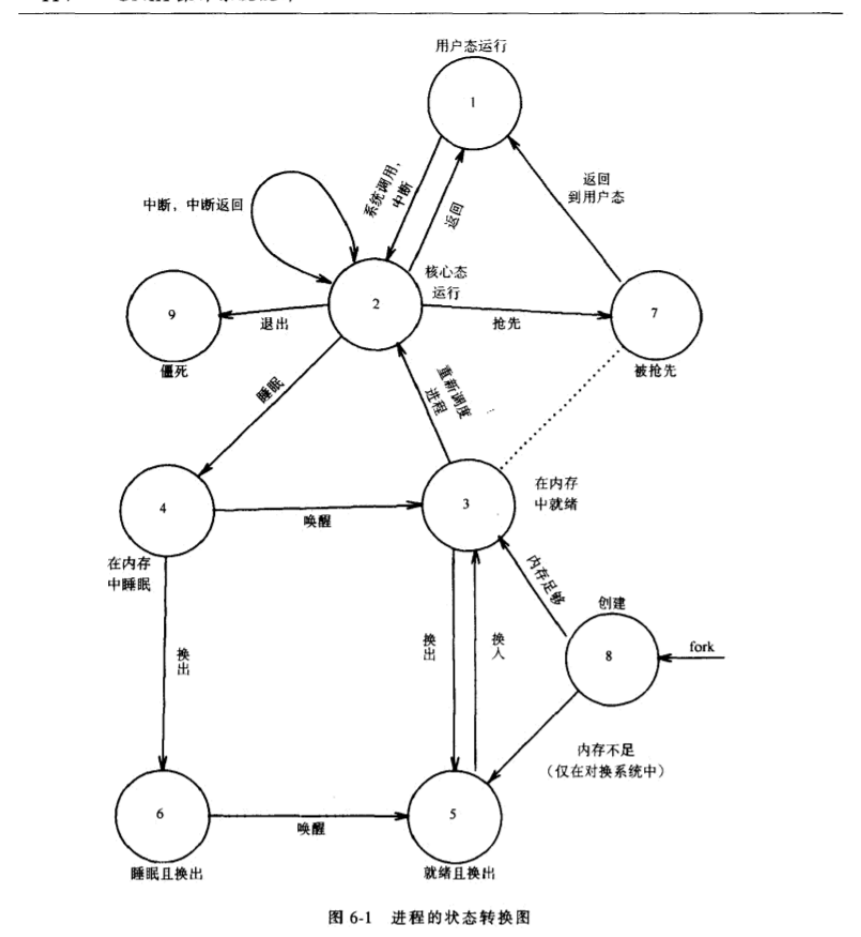 用户态运行
1
系统调用,
中断
返回
返回
到用户态
中断, 中断返回
核心态
运行
2
9
退出
僵死
抢先
7
被抢先
睡眠
重新调度
进程
4
在内存
中睡眠
唤醒
3
在内存
中就绪
内存足够
创建
8
fork
换
出
换
出
换
入
内存不足
(仅在对换系统中)
6
睡眠且换出
唤醒
5
就绪且换出
图 6-1 进程的状态转换图